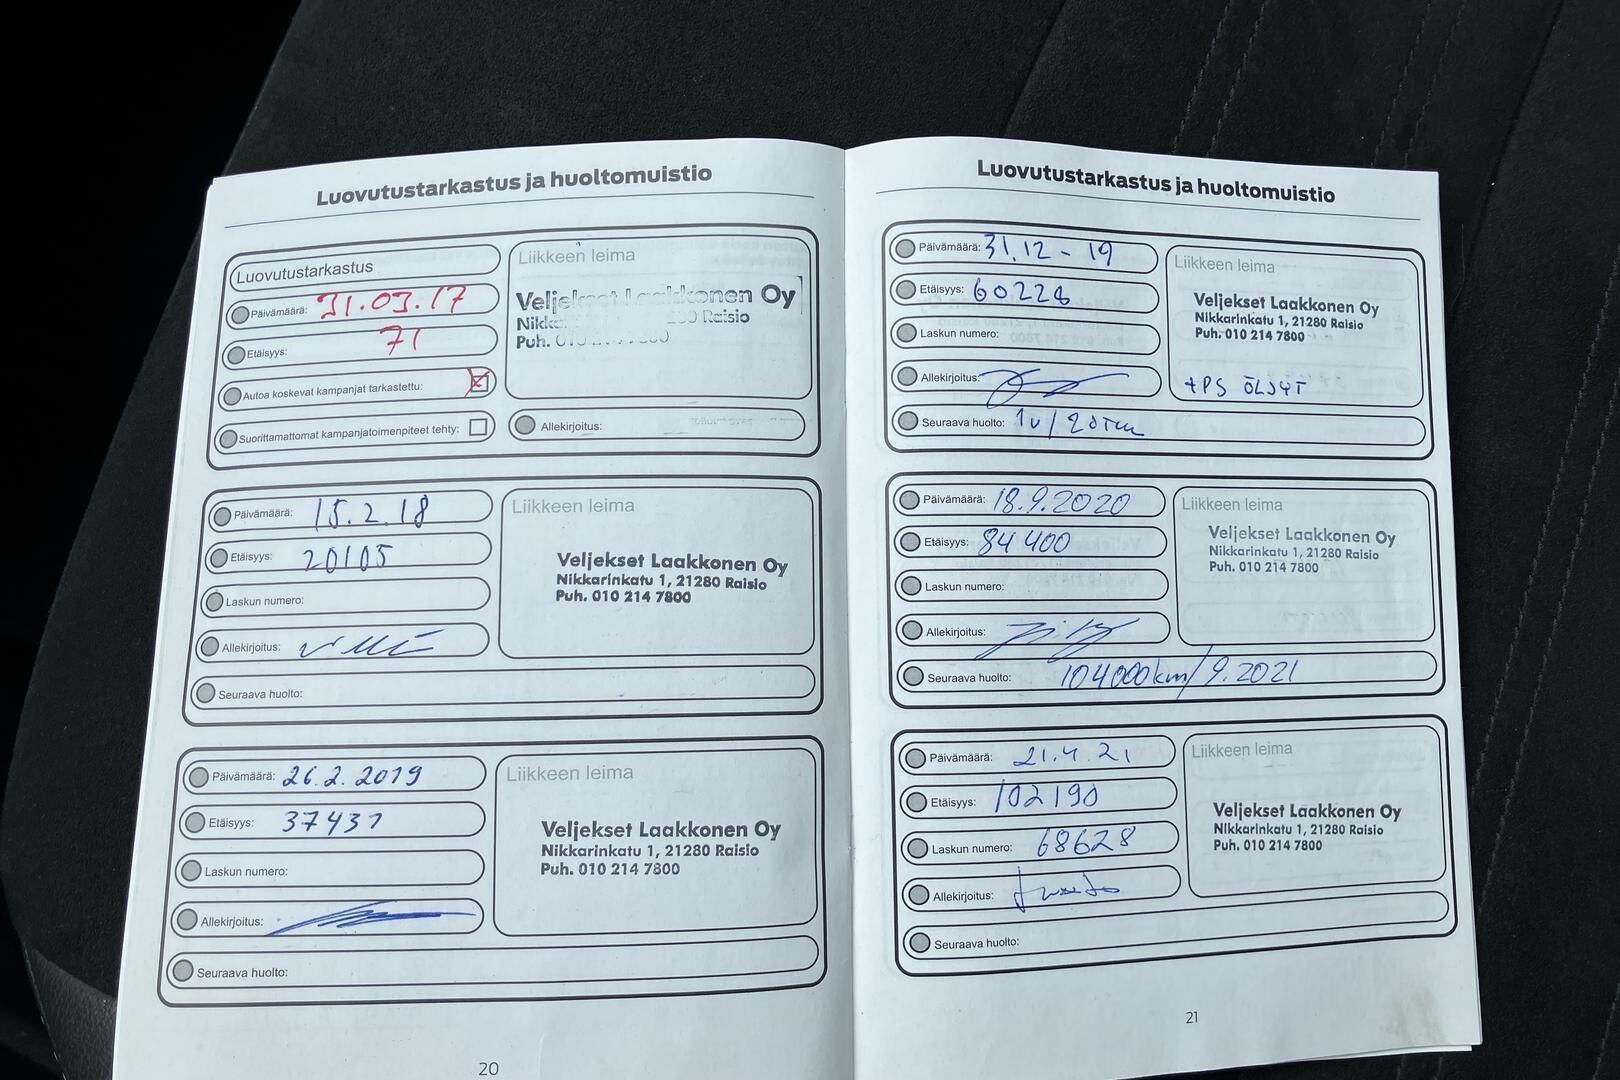 Luovutustarkastus ja huoltomuistio
Luovutustarkastus
Päivämäärä: 31.03.17
Etäisyys: 71
Autoa koskevat kampanjat tarkastettu:
Suorittamattomat kampanjatoimenpiteet tehty:
Liikkeen leima
Veljekset Laakkonen Oy
Raisio
Puh.
Allekirjoitus:
Päivämäärä: 15.2.18
Etäisyys: 20105
Laskun numero:
Allekirjoitus:
Seuraava huolto:
Liikkeen leima
Veljekset Laakkonen Oy
Nikkarinkatu 1, 21280 Raisio
Puh. 010 214 7800
Päivämäärä: 26.2.2019
Etäisyys: 37431
Laskun numero:
Allekirjoitus:
Seuraava huolto:
Liikkeen leima
Veljekset Laakkonen Oy
Nikkarinkatu 1, 21280 Raisio
Puh. 010 214 7800
20
Luovutustarkastus ja huoltomuistio
Päivämäärä: 31.12-19
Etäisyys: 60228
Laskun numero:
Allekirjoitus:
Seuraava huolto: 1v/20Tkm
Liikkeen leima
Veljekset Laakkonen Oy
Nikkarinkatu 1, 21280 Raisio
Puh. 010 214 7800
+PS ÖLJYT
Päivämäärä: 18.9.2020
Etäisyys: 84400
Laskun numero:
Allekirjoitus:
Seuraava huolto: 104000km/9.2021
Liikkeen leima
Veljekset Laakkonen Oy
Nikkarinkatu 1, 21280 Raisio
Puh. 010 214 7800
Päivämäärä: 21.4.21
Etäisyys: 102190
Laskun numero: 68628
Allekirjoitus:
Seuraava huolto:
Liikkeen leima
Veljekset Laakkonen Oy
Nikkarinkatu 1, 21280 Raisio
Puh. 010 214 7800
21